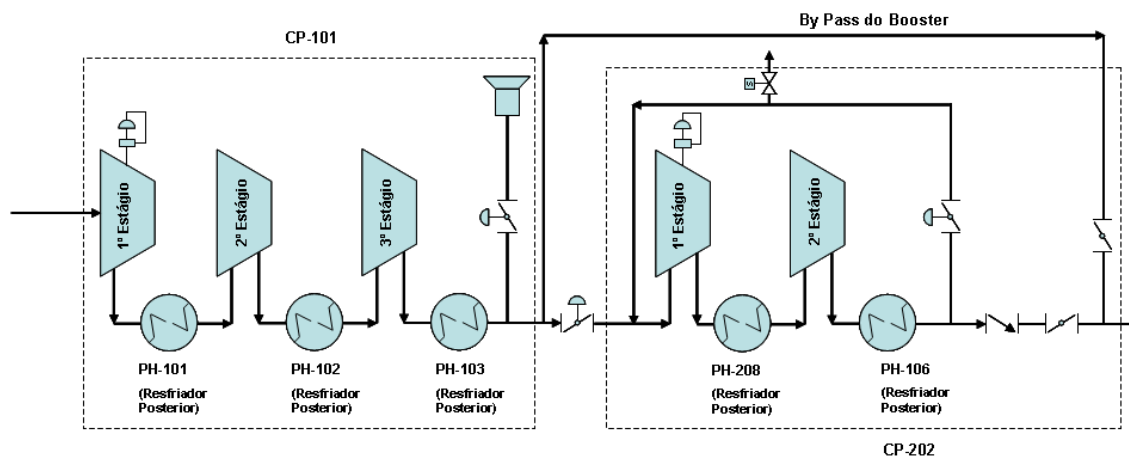 By Pass do Booster
CP-101
S
1º Estágio
2º Estágio
3º Estágio
1º Estágio
2º Estágio
PH-101
(Resfriador
Posterior)
PH-102
(Resfriador
Posterior)
PH-103
(Resfriador
Posterior)
PH-208
(Resfriador
Posterior)
PH-106
(Resfriador
Posterior)
CP-202